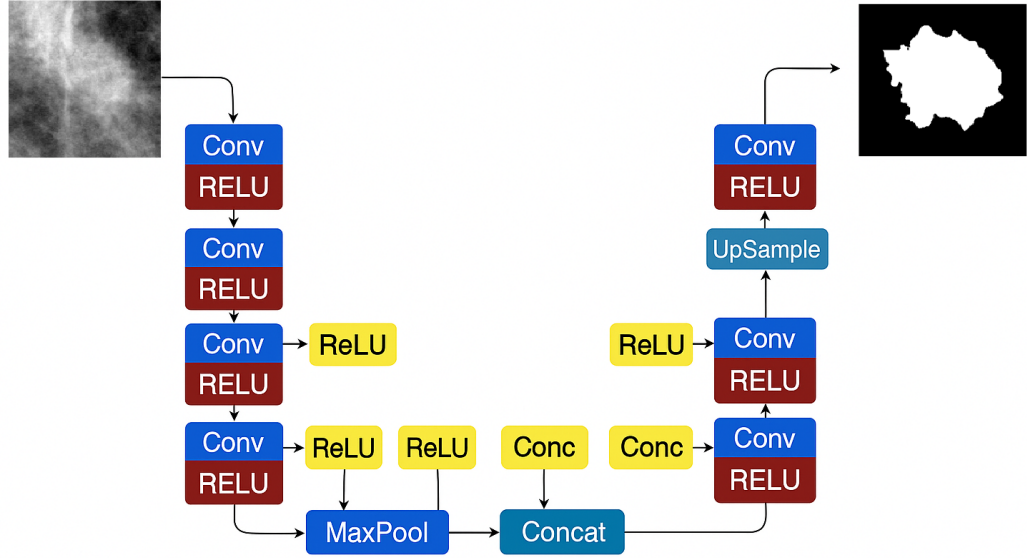 Conv
RELU
Conv
RELU
Conv
RELU
ReLU
Conv
RELU
ReLU
ReLU
MaxPool
Conc
Concat
Conc
Conv
RELU
ReLU
Conv
RELU
UpSample
Conv
RELU